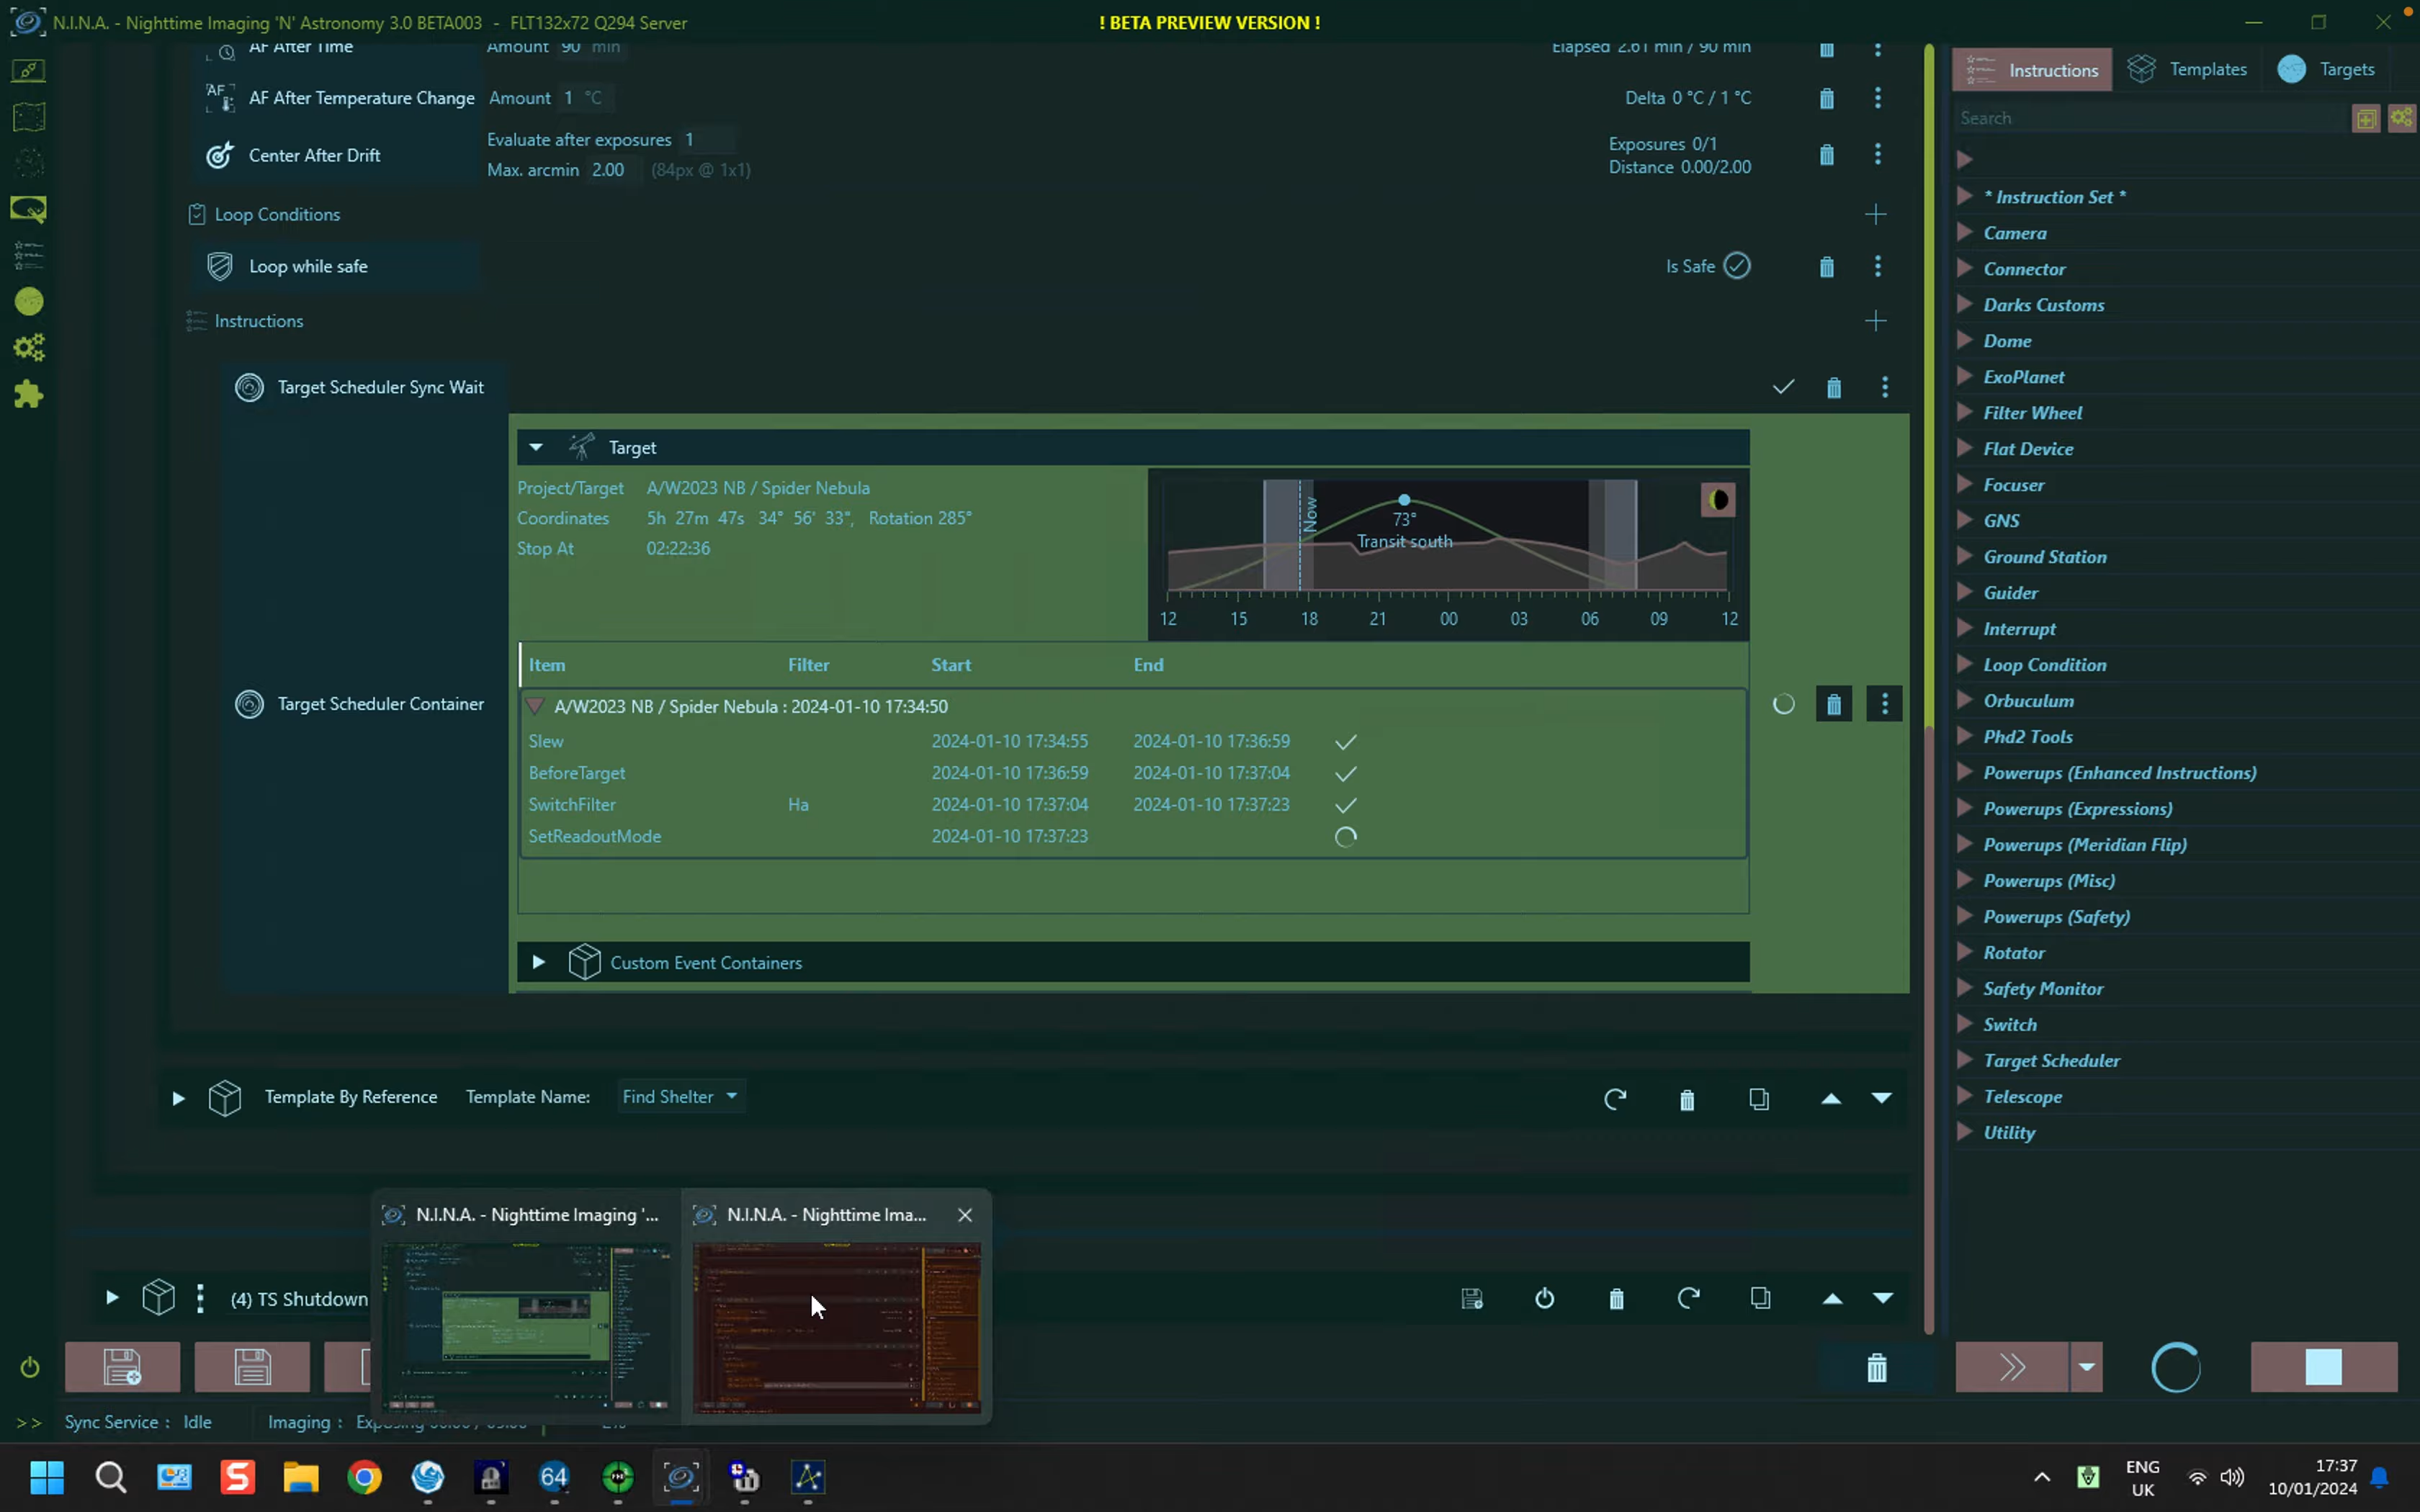 N.I.N.A. - Nighttime Imaging 'N' Astronomy 3.0 BETA003 - FLT132x72 Q294 Server
! BETA PREVIEW VERSION !
AF After Time Amount 90 min Elapsed 2.61 min / 90 min
AF After Temperature Change Amount 1 °C Delta 0 °C / 1 °C
Center After Drift
Evaluate after exposures 1
Max. arcmin 2.00 (84px @ 1x1)
Exposures 0/1
Distance 0.00/2.00
Loop Conditions
Loop while safe Is Safe
Instructions
Target Scheduler Sync Wait
Target
Project/Target A/W2023 NB / Spider Nebula
Coordinates 5h 27m 47s 34° 56' 33", Rotation 285°
Stop At 02:22:36
Now
73°
Transit south
12 15 18 21 00 03 06 09 12
Item Filter Start End
Target Scheduler Container
A/W2023 NB / Spider Nebula : 2024-01-10 17:34:50
Slew 2024-01-10 17:34:55 2024-01-10 17:36:59
BeforeTarget 2024-01-10 17:36:59 2024-01-10 17:37:04
SwitchFilter Ha 2024-01-10 17:37:04 2024-01-10 17:37:23
SetReadoutMode 2024-01-10 17:37:23
Custom Event Containers
Template By Reference Template Name: Find Shelter
N.I.N.A. - Nighttime Imaging '...
N.I.N.A. - Nighttime Ima...
(4) TS Shutdown
>> Sync Service : Idle Imaging :
Instructions Templates Targets
Search
* Instruction Set *
Camera
Connector
Darks Customs
Dome
ExoPlanet
Filter Wheel
Flat Device
Focuser
GNS
Ground Station
Guider
Interrupt
Loop Condition
Orbuculum
Phd2 Tools
Powerups (Enhanced Instructions)
Powerups (Expressions)
Powerups (Meridian Flip)
Powerups (Misc)
Powerups (Safety)
Rotator
Safety Monitor
Switch
Target Scheduler
Telescope
Utility
64
ENG
UK
17:37
10/01/2024